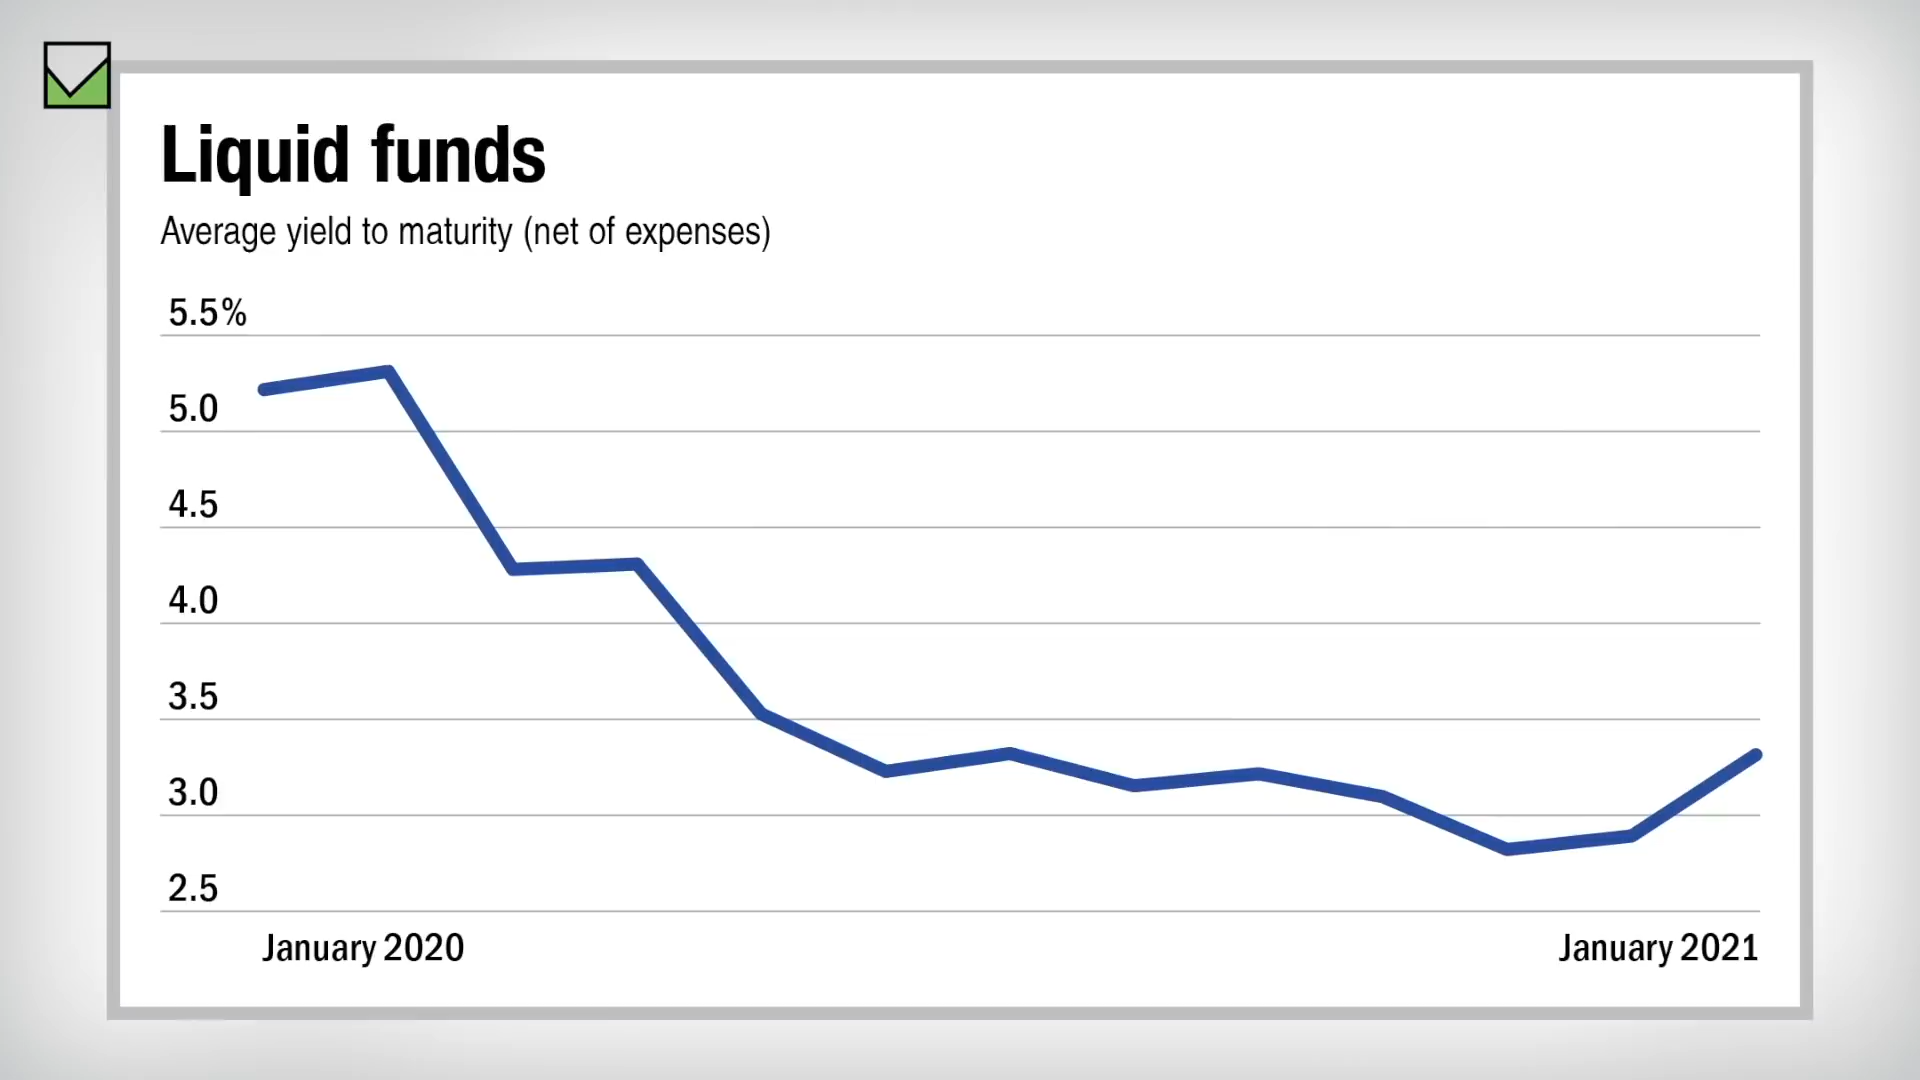 Liquid funds
Average yield to maturity (net of expenses)
5.5%
5.0
4.5
4.0
3.5
3.0
2.5
January 2020
January 2021